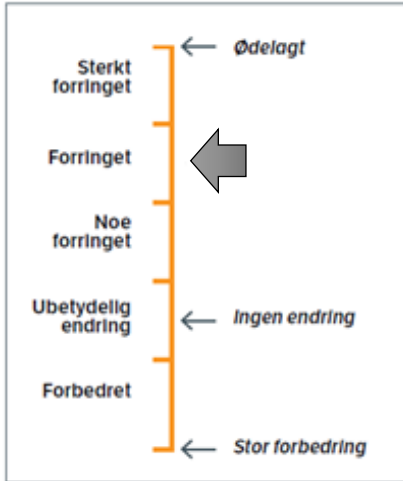 Ødelagt
Sterkt
forringet
Forringet
Noe
forringet
Ubetydelig
endring
Ingen endring
Forbedret
Stor forbedring